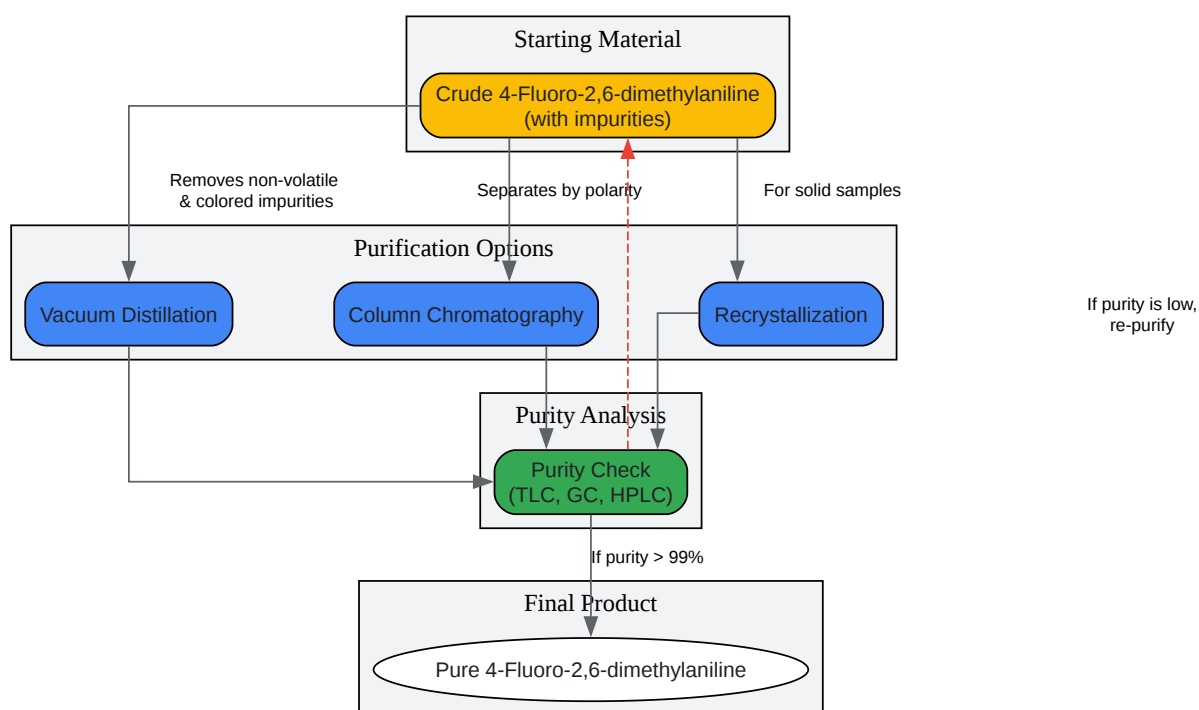 Starting Material
Crude 4-Fluoro-2,6-dimethylaniline
(with impurities)
Removes non-volatile
& colored impurities
Separates by polarity
For solid samples
Purification Options
Vacuum Distillation
Column Chromatography
Recrystallization
If purity is low,
re-purify
Purity Analysis
Purity Check
(TLC, GC, HPLC)
If purity > 99%
Final Product
Pure 4-Fluoro-2,6-dimethylaniline